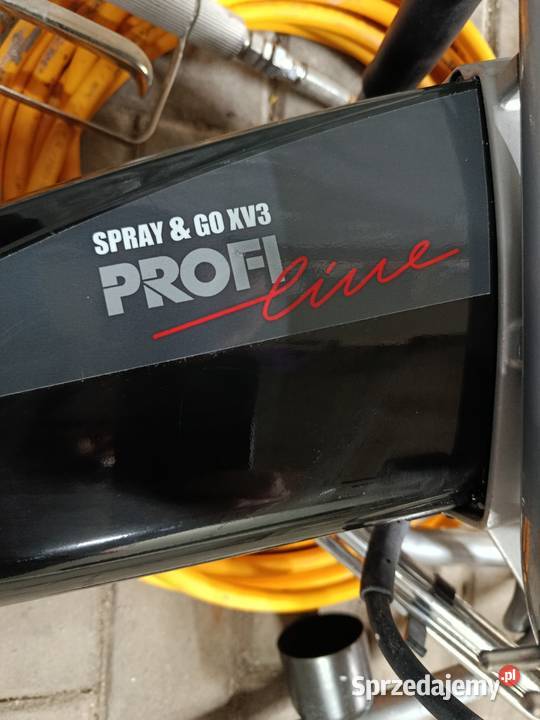 SPRAY & GO XV3
PROFI line
Sprzedajemy.pl